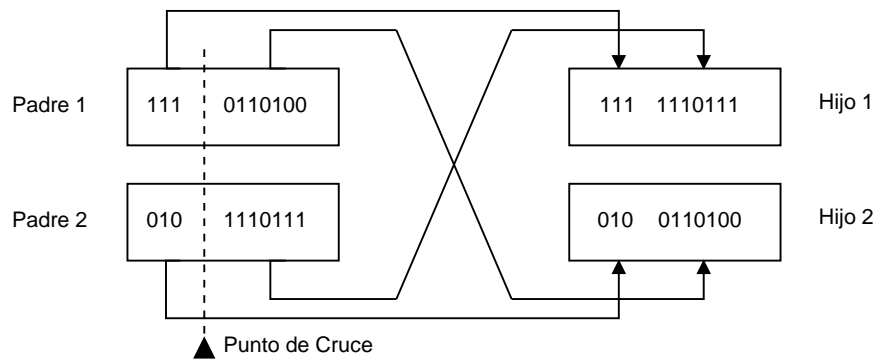 Padre 1 111 0110100 111 1110111 Hijo 1
Padre 2 010 1110111 010 0110100 Hijo 2
Punto de Cruce